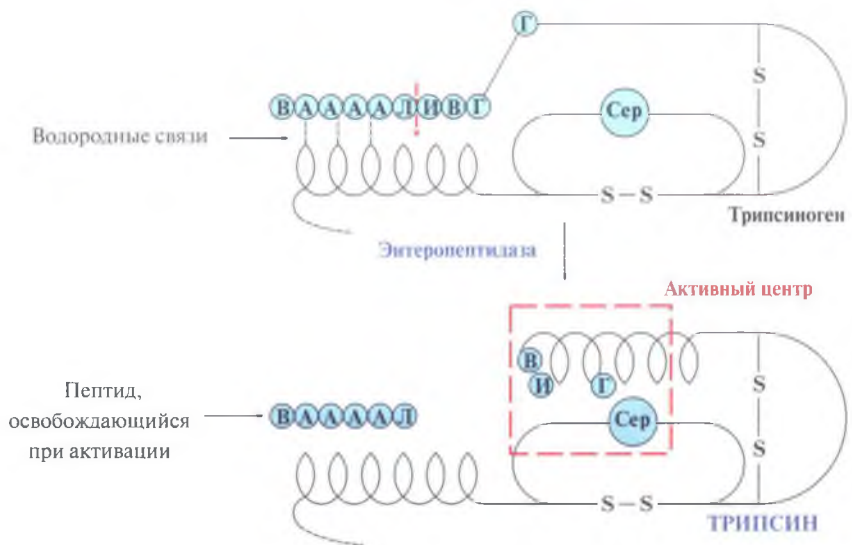 Г
В А А А А Л И В Г
Сер
S
S
Водородные связи
S–S
Трипсиноген
Энтеропептидаза
Активный центр
В
И
Г
Пептид,
освобождающийся
при активации
В А А А А Л
Сер
S
S
S–S
ТРИПСИН